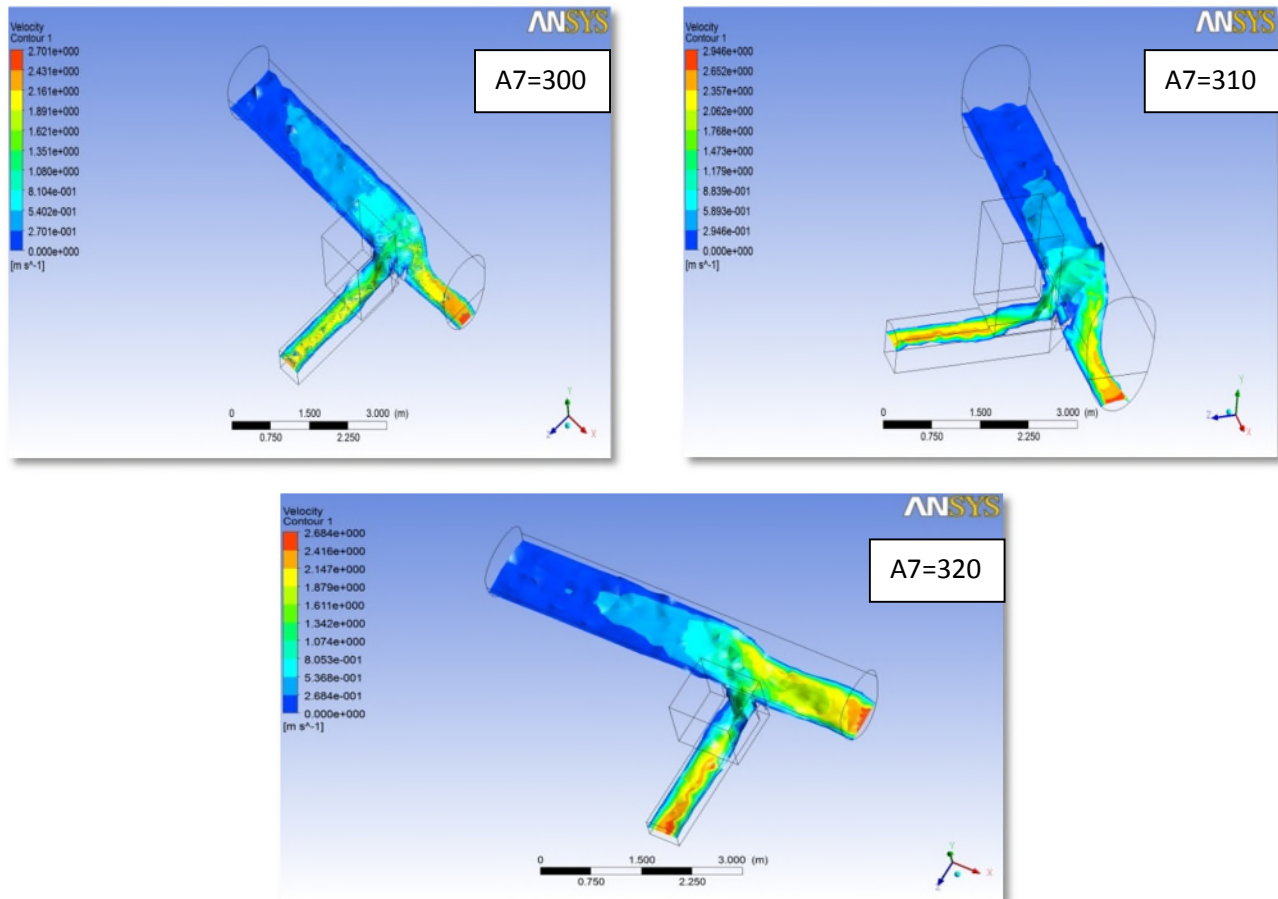 ANSYS
Velocity
Contour 1
2.701e+000
2.431e+000
2.161e+000
1.891e+000
1.621e+000
1.351e+000
1.080e+000
8.104e-001
5.402e-001
2.701e-001
0.000e+000
[m s^-1]
A7=300
0 1.500 3.000 (m)
0.750 2.250
Y
Z X
ANSYS
Velocity
Contour 1
2.946e+000
2.652e+000
2.357e+000
2.062e+000
1.768e+000
1.473e+000
1.179e+000
8.839e-001
5.893e-001
2.946e-001
0.000e+000
[m s^-1]
A7=310
0 1.500 3.000 (m)
0.750 2.250
Y
Z
X
ANSYS
Velocity
Contour 1
2.684e+000
2.416e+000
2.147e+000
1.879e+000
1.611e+000
1.342e+000
1.074e+000
8.053e-001
5.368e-001
2.684e-001
0.000e+000
[m s^-1]
A7=320
0 1.500 3.000 (m)
0.750 2.250
Y
X
Z